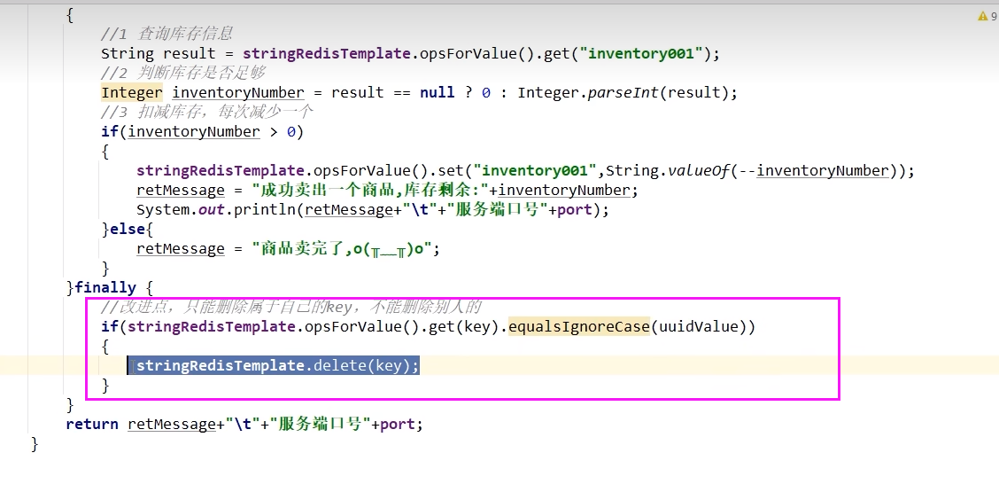 9
{
//1 查询库存信息
String result = stringRedisTemplate.opsForValue().get("inventory001");
//2 判断库存是否足够
Integer inventoryNumber = result == null ? 0 : Integer.parseInt(result);
//3 扣减库存，每次减少一个
if(inventoryNumber > 0)
{
stringRedisTemplate.opsForValue().set("inventory001",String.valueOf(--inventoryNumber));
retMessage = "成功卖出一个商品,库存剩余:"+inventoryNumber;
System.out.println(retMessage+"\t"+"服务端口号"+port);
}else{
retMessage = "商品卖完了,o(╥﹏╥)o";
}
}finally {
//改进点，只能删除属于自己的key，不能删除别人的
if(stringRedisTemplate.opsForValue().get(key).equalsIgnoreCase(uuidValue))
{
stringRedisTemplate.delete(key);
}
}
return retMessage+"\t"+"服务端口号"+port;
}